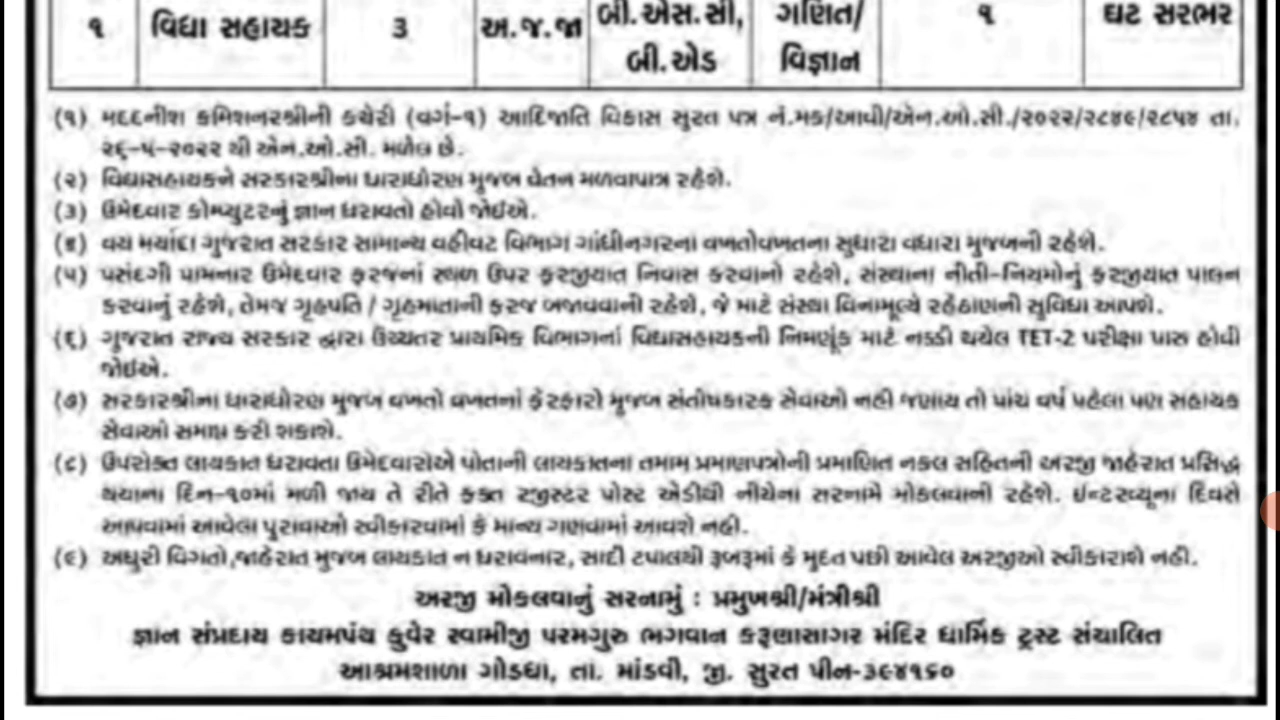 ૧ વિદ્યા સહાયક ૩ અ.જ.જા બી.એસ.સી, ગણિત/ ૧ ઘટ સરભર
બી.એડ વિજ્ઞાન
(૧) મદદનીશ કમિશનરશ્રીની કચેરી (વર્ગ-૧) આદિજાતિ વિકાસ સુરત પત્ર નં.મક/આવી/એન.ઓ.સી./૨૦૨૨/૨૮૪૯/૨૮૫૪ તા.
૨૬-૫-૨૦૨૨ થી એન.ઓ.સી. મળેલ છે.
(૨) વિદ્યાસહાયકને સરકારશ્રીના ધારાધોરણ મુજબ વેતન મળવાપાત્ર રહેશે.
(૩) ઉમેદવાર કોમ્પ્યુટરનું જ્ઞાન ધરાવતો હોવો જોઈએ.
(૪) વય મર્યાદા ગુજરાત સરકાર સામાન્ય વહીવટ વિભાગ ગાંધીનગરના વખતોવખતના સુધારા વધારા મુજબની રહેશે.
(૫) પસંદગી પામનાર ઉમેદવાર ફરજનાં સ્થળ ઉપર ફરજીયાત નિવાસ કરવાનો રહેશે, સંસ્થાના નીતી-નિયમોનું ફરજીયાત પાલન
કરવાનું રહેશે, તેમજ ગૃહપતિ / ગૃહમાતાની ફરજ બજાવવાની રહેશે, જે માટે સંસ્થા વિનામૂલ્યે રહેઠાણની સુવિધા આપશે.
(૬) ગુજરાત રાજ્ય સરકાર દ્વારા ઉચ્ચતર પ્રાથમિક વિભાગનાં વિદ્યાસહાયકની નિમણૂંક માટે નક્કી થયેલ TET-2 પરીક્ષા પાસ હોવી
જોઈએ.
(૭) સરકારશ્રીના ધારાધોરણ મુજબ વખતો વખતનાં ફેરફારો મુજબ સંતોષકારક સેવાઓ નહી જણાય તો પાંચ વર્ષ પહેલા પણ સહાયક
સેવાઓ સમાપ્ત કરી શકાશે.
(૮) ઉપરોક્ત લાયકાત ધરાવતા ઉમેદવારોએ પોતાની લાયકાતના તમામ પ્રમાણપત્રોની પ્રમાણિત નકલ સહિતની અરજી જાહેરાત પ્રસિદ્ધ
થયાના દિન-૧૦માં મળી જાય તે રીતે ફક્ત રજીસ્ટર પોસ્ટ એડીથી નીચેના સરનામે મોકલવાની રહેશે. ઈન્ટરવ્યૂના દિવસે
આપવામાં આવેલા પુરાવાઓ સ્વીકારવામાં કે માન્ય ગણવામાં આવશે નહી.
(૯) અધુરી વિગતો,જાહેરાત મુજબ લાયકાત ન ધરાવનાર, સાદી ટપાલથી રૂબરૂમાં કે મુદત પછી આવેલ અરજીઓ સ્વીકારાશે નહી.
અરજી મોકલવાનું સરનામું : પ્રમુખશ્રી/મંત્રીશ્રી
જ્ઞાન સંપ્રદાય કાયમપંથ કુવેર સ્વામીજી પરમગુરુ ભગવાન કરૂણાસાગર મંદિર ધાર્મિક ટ્રસ્ટ સંચાલિત
આશ્રમશાળા ગોડધા, તા. માંડવી, જી. સુરત પીન-૩૯૪૧૬૦